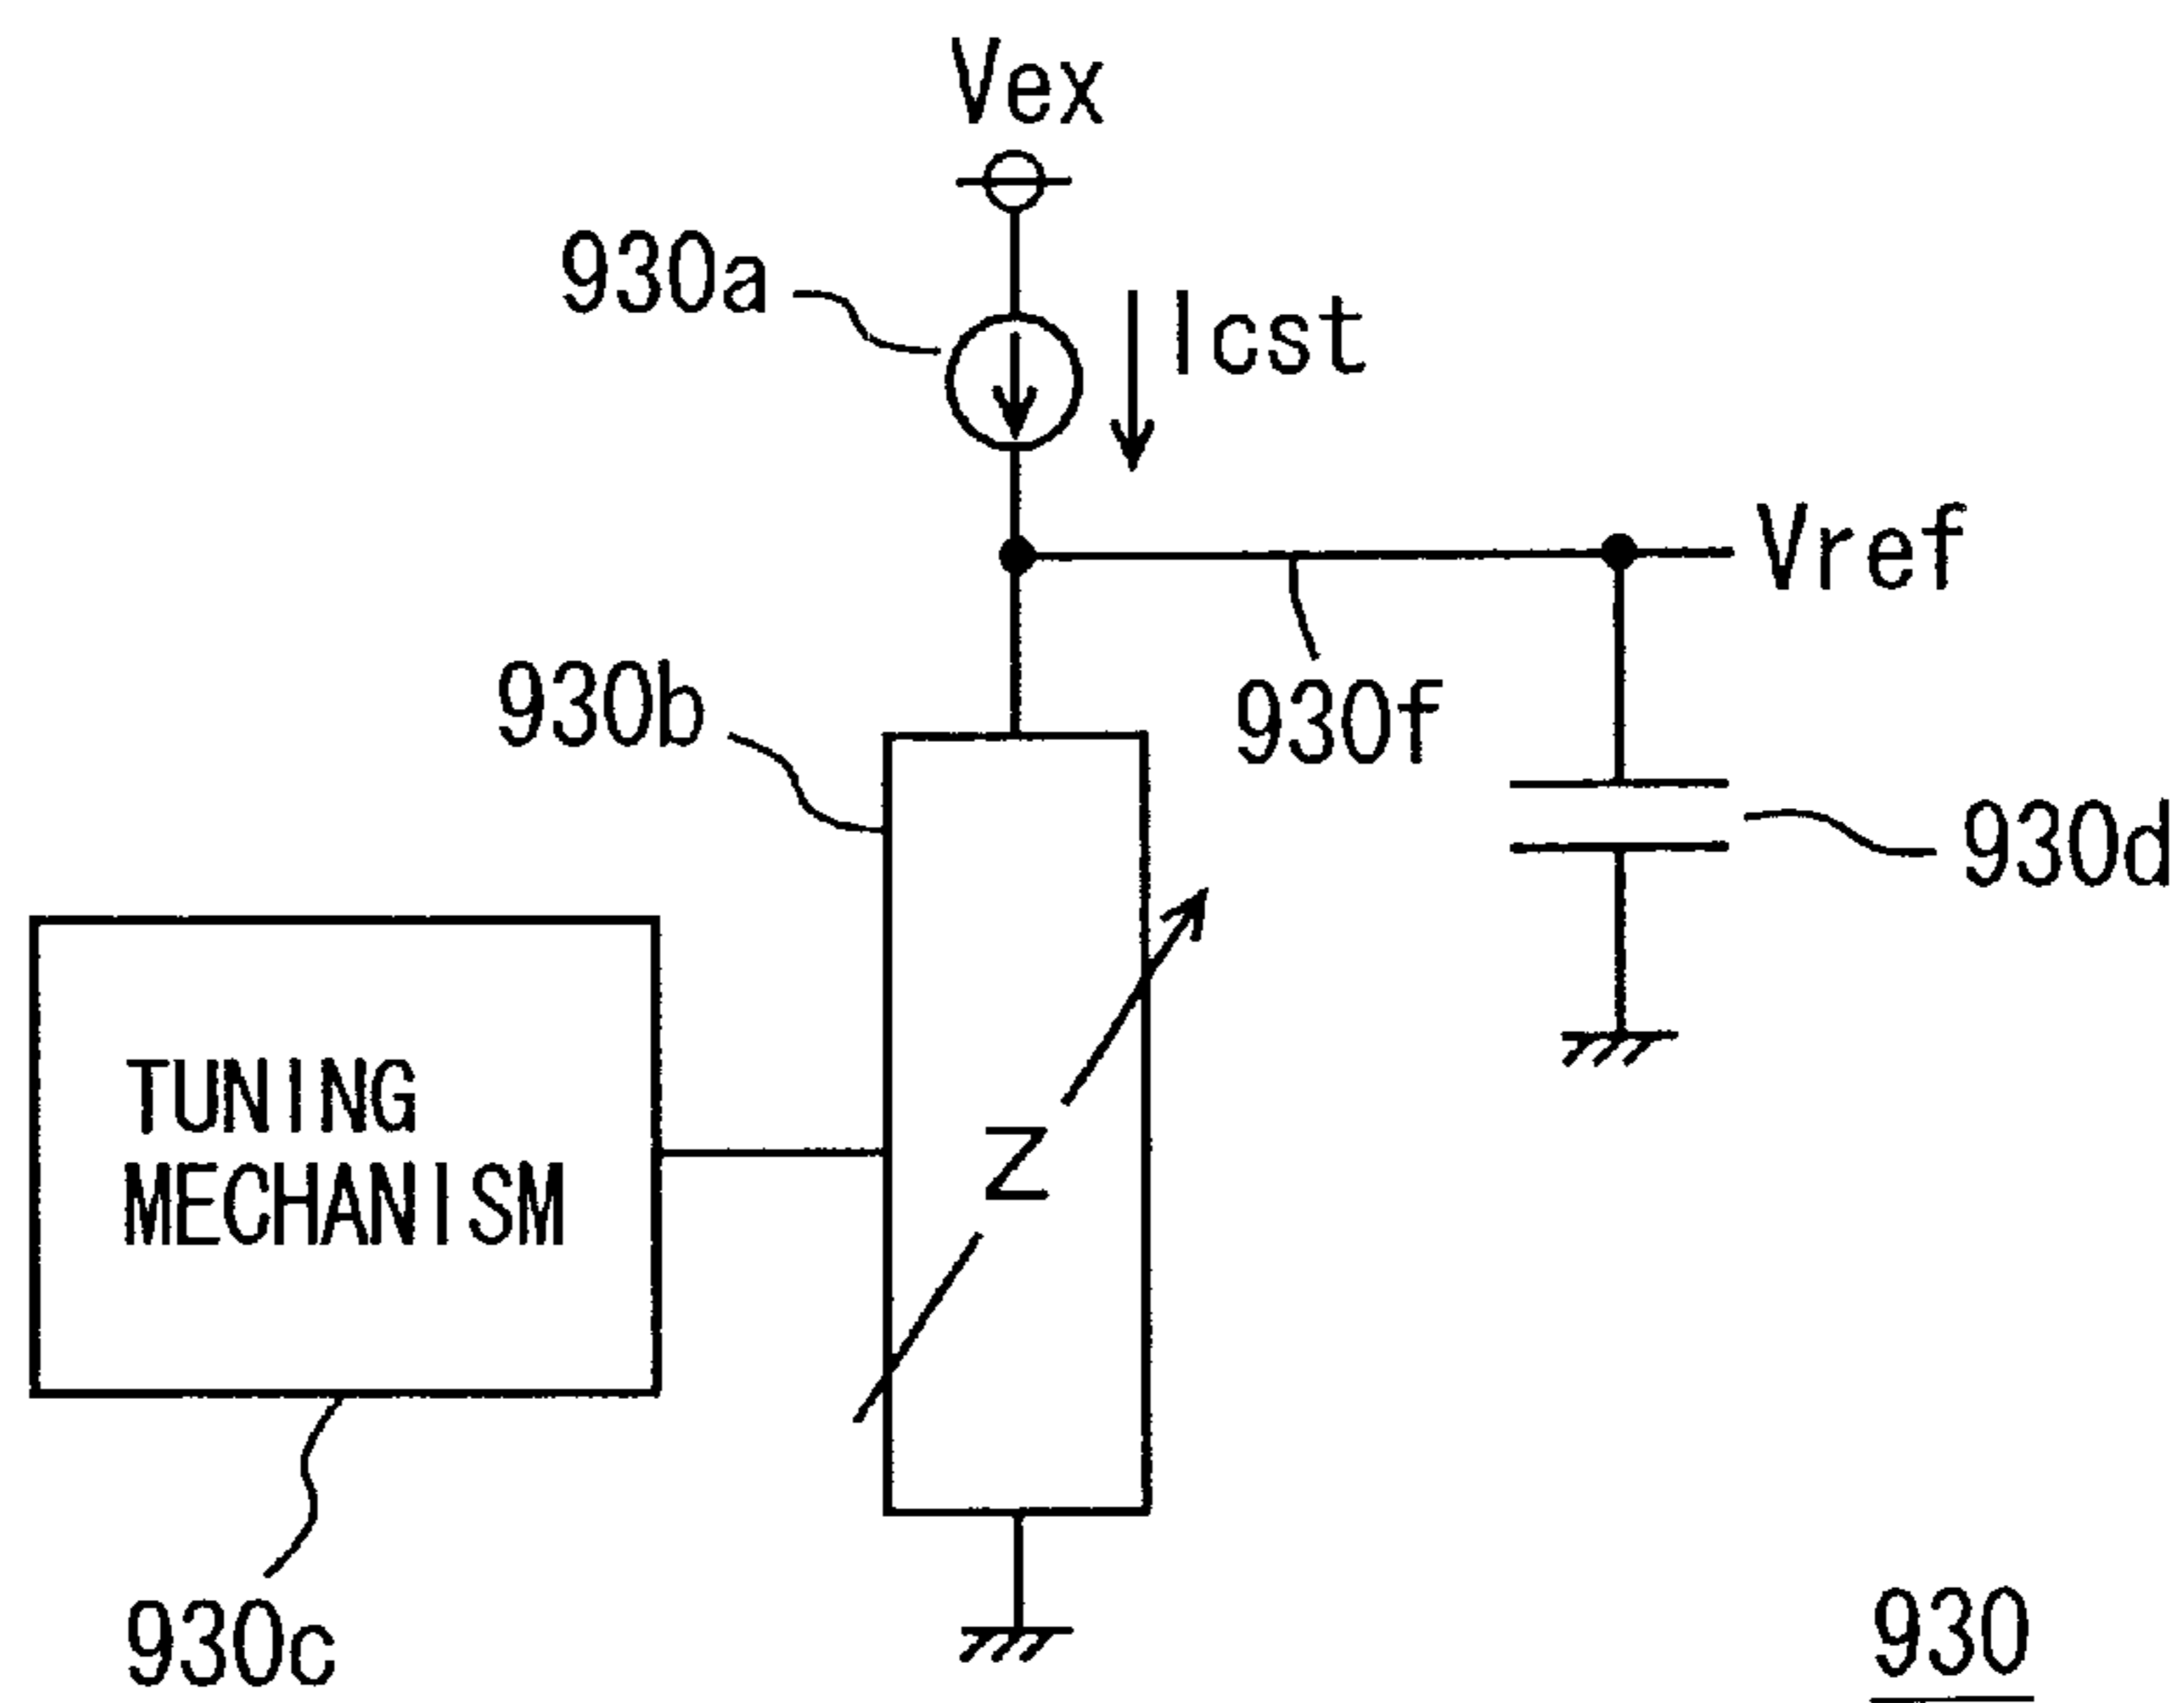 Vex
930a
Icst
Vref
930b
930f
930d
TUNING
MECHANISM
Z
930c
930